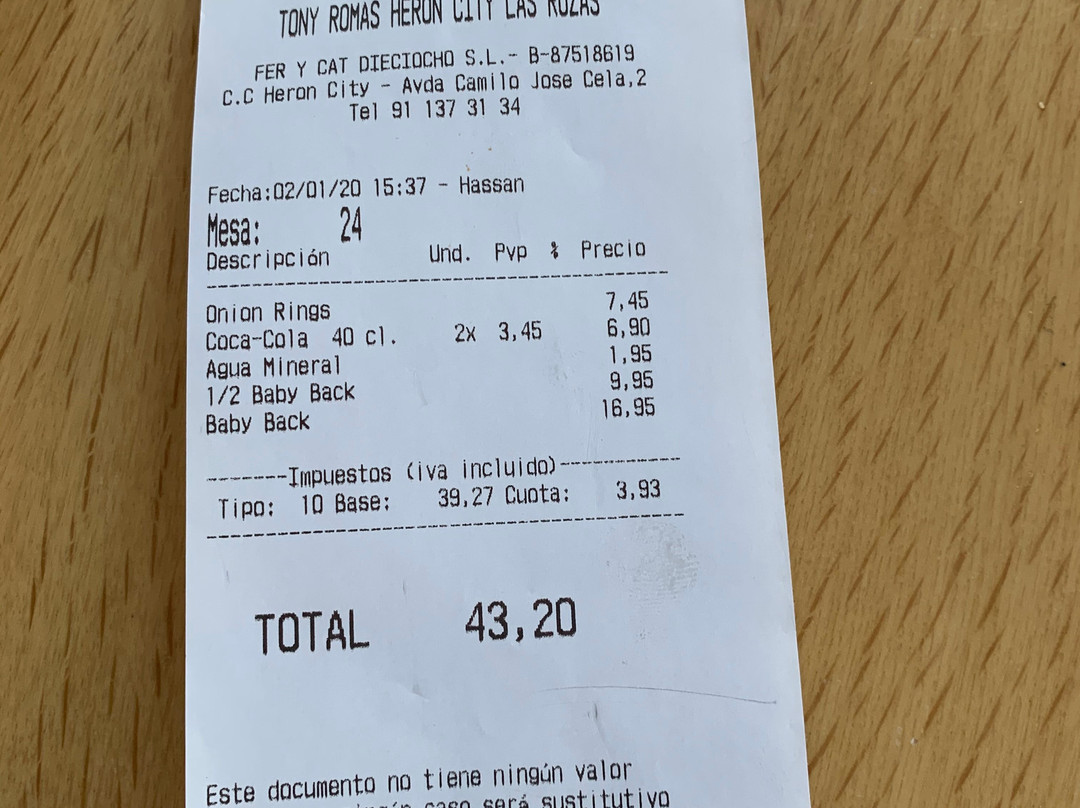 TONY ROMAS HERON CITY LAS ROZAS
FER Y CAT DIECIOCHO S.L.- B-87518619
C.C Heron City - Avda Camilo Jose Cela,2
Tel 91 137 31 34
Fecha:02/01/20 15:37 - Hassan
Mesa: 24
Descripción Und. Pvp % Precio
Onion Rings 7,45
Coca-Cola 40 cl. 2x 3,45 6,90
Agua Mineral 1,95
1/2 Baby Back 9,95
Baby Back 16,95
-------Impuestos (iva incluido)------------
Tipo: 10 Base: 39,27 Cuota: 3,93
TOTAL 43,20
Este documento no tiene ningún valor
caso será sustitutivo